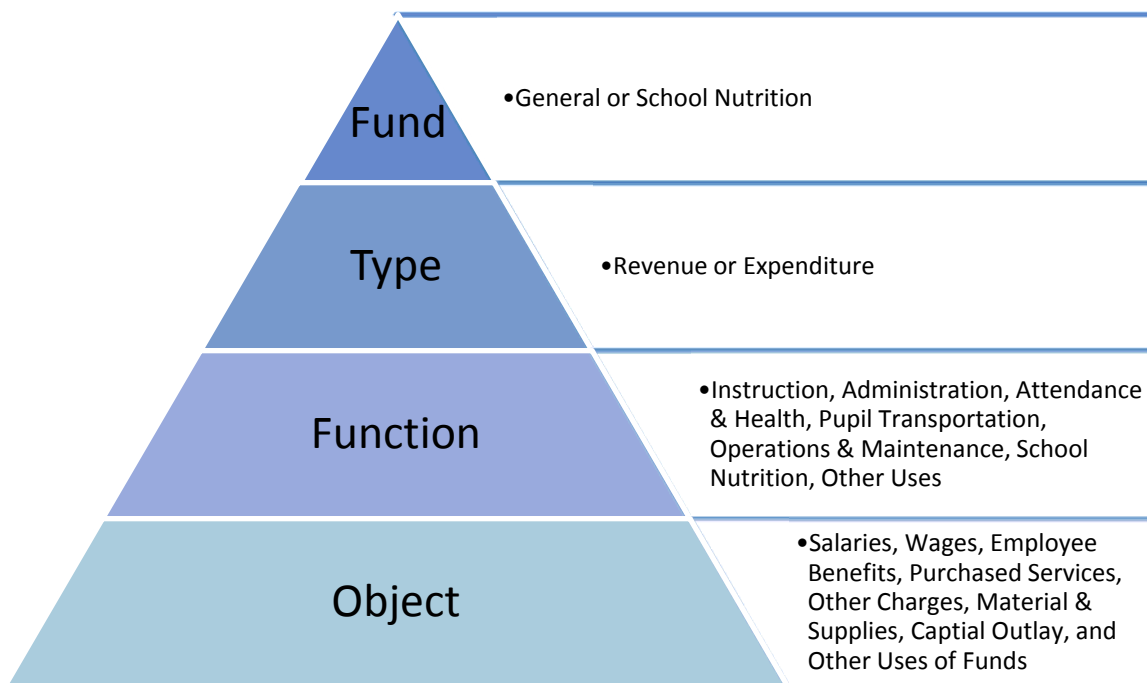 Fund
•General or School Nutrition
Type
•Revenue or Expenditure
Function
•Instruction, Administration, Attendance
& Health, Pupil Transportation,
Operations & Maintenance, School
Nutrition, Other Uses
Object
•Salaries, Wages, Employee
Benefits, Purchased Services,
Other Charges, Material &
Supplies, Captial Outlay, and
Other Uses of Funds